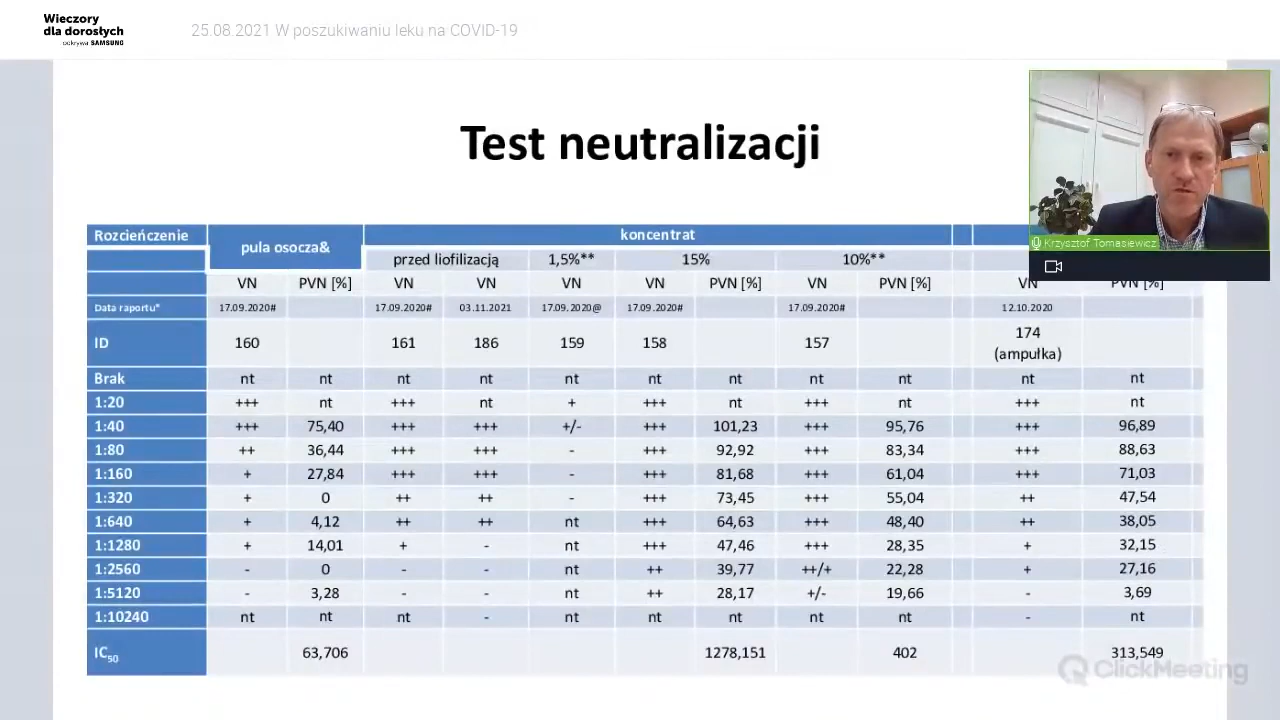 Wieczory
dla dorosłych
odkrywa SAMSUNG
25.08.2021 W poszukiwaniu leku na COVID-19
Test neutralizacji
Krzysztof Tomasiewicz
Rozcieńczenie pula osocza& koncentrat
przed liofilizacją 1,5%** 15% 10%**
VN PVN [%] VN VN VN VN PVN [%] VN PVN [%] VN PVN [%]
Data raportu* 17.09.2020# 17.09.2020# 03.11.2021 17.09.2020@ 17.09.2020# 17.09.2020# 12.10.2020
ID 160 161 186 159 158 157 174 (ampułka)
Brak nt nt nt nt nt nt nt nt nt nt nt
1:20 +++ nt +++ nt + +++ nt +++ nt +++ nt
1:40 +++ 75,40 +++ +++ +/- +++ 101,23 +++ 95,76 +++ 96,89
1:80 ++ 36,44 +++ +++ - +++ 92,92 +++ 83,34 +++ 88,63
1:160 + 27,84 +++ +++ - +++ 81,68 +++ 61,04 +++ 71,03
1:320 + 0 ++ ++ - +++ 73,45 +++ 55,04 ++ 47,54
1:640 + 4,12 ++ ++ nt +++ 64,63 +++ 48,40 ++ 38,05
1:1280 + 14,01 + - nt +++ 47,46 +++ 28,35 + 32,15
1:2560 - 0 - - nt ++ 39,77 ++/+ 22,28 + 27,16
1:5120 - 3,28 - - nt ++ 28,17 +/- 19,66 - 3,69
1:10240 nt nt nt - nt nt nt nt nt - nt
IC50 63,706 1278,151 402 313,549
ClickMeeting